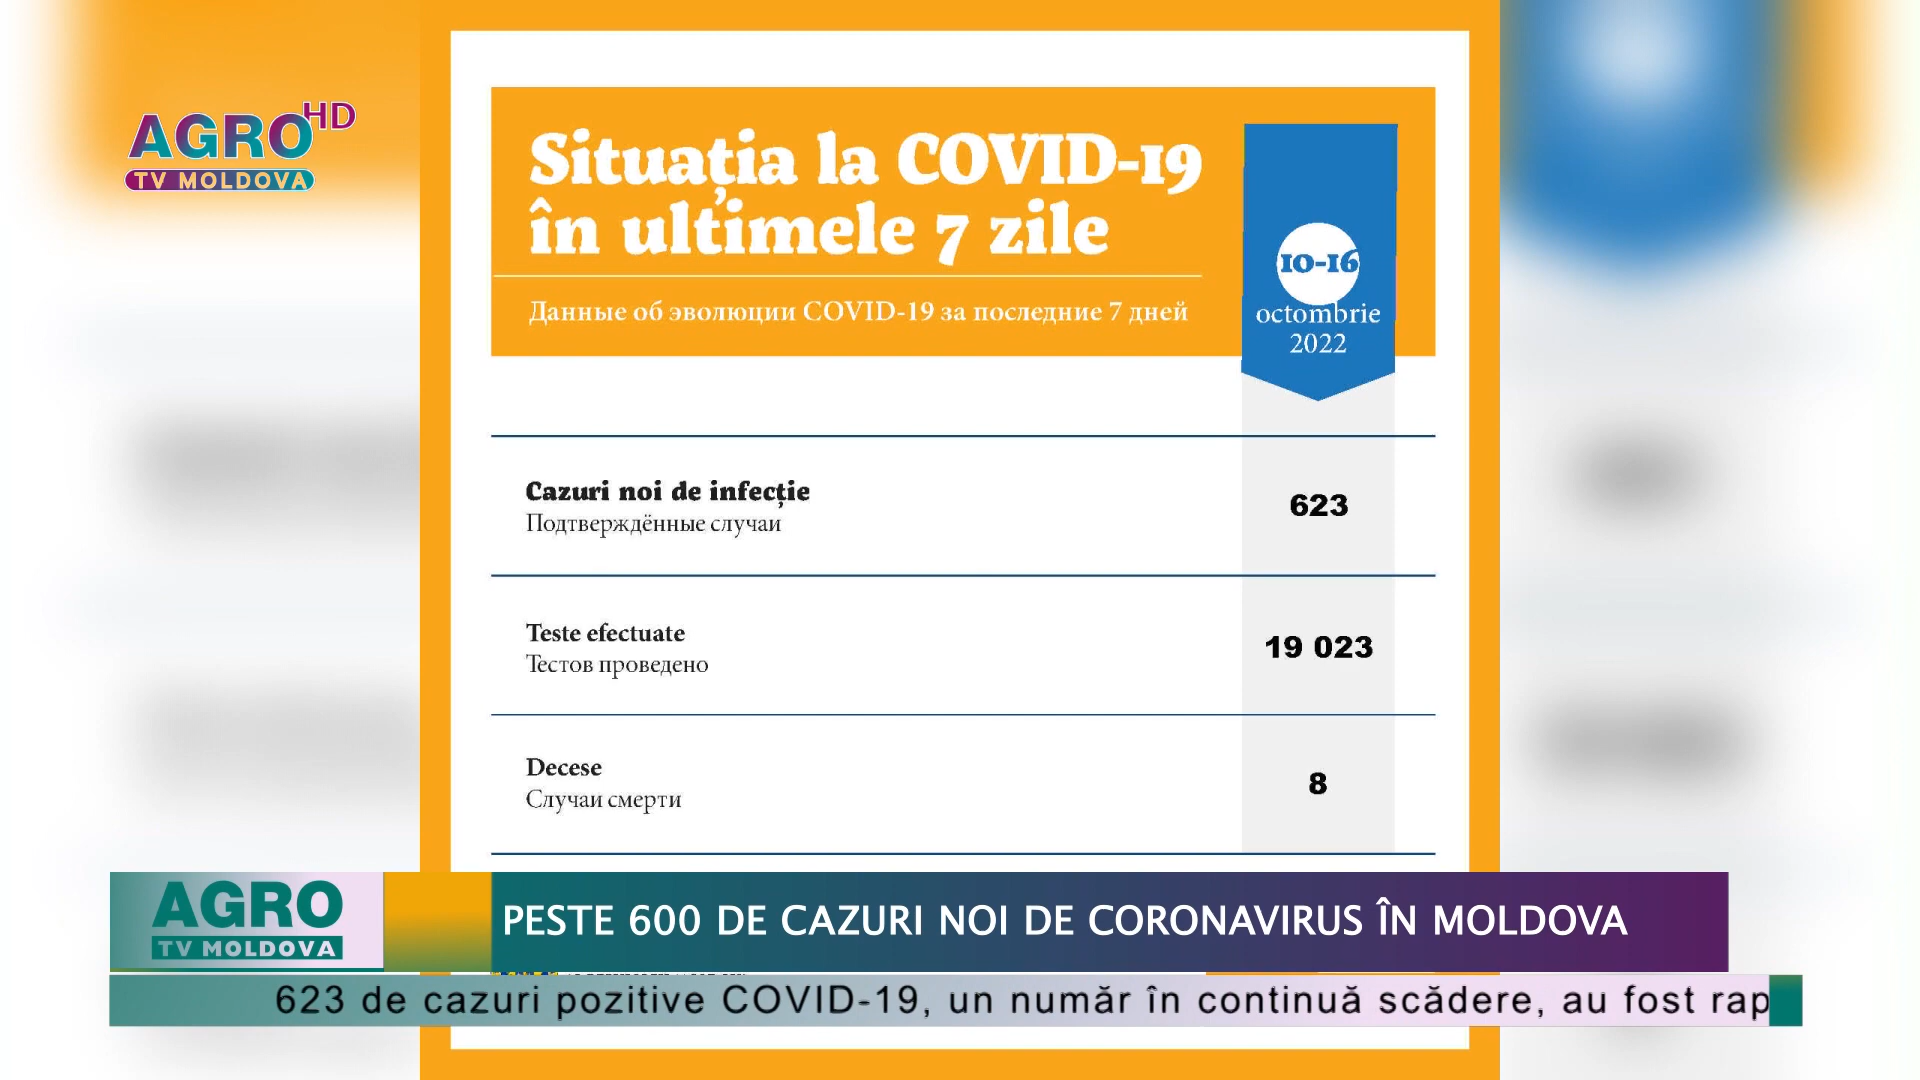 AGRO HD
TV MOLDOVA
Situația la COVID-19
în ultimele 7 zile
Данные об эволюции COVID-19 за последние 7 дней
10-16
octombrie
2022
Cazuri noi de infecție
Подтверждённые случаи
623
Teste efectuate
Тестов проведено
19 023
Decese
Случаи смерти
8
AGRO
TV MOLDOVA
PESTE 600 DE CAZURI NOI DE CORONAVIRUS ÎN MOLDOVA
623 de cazuri pozitive COVID-19, un număr în continuă scădere, au fost rap